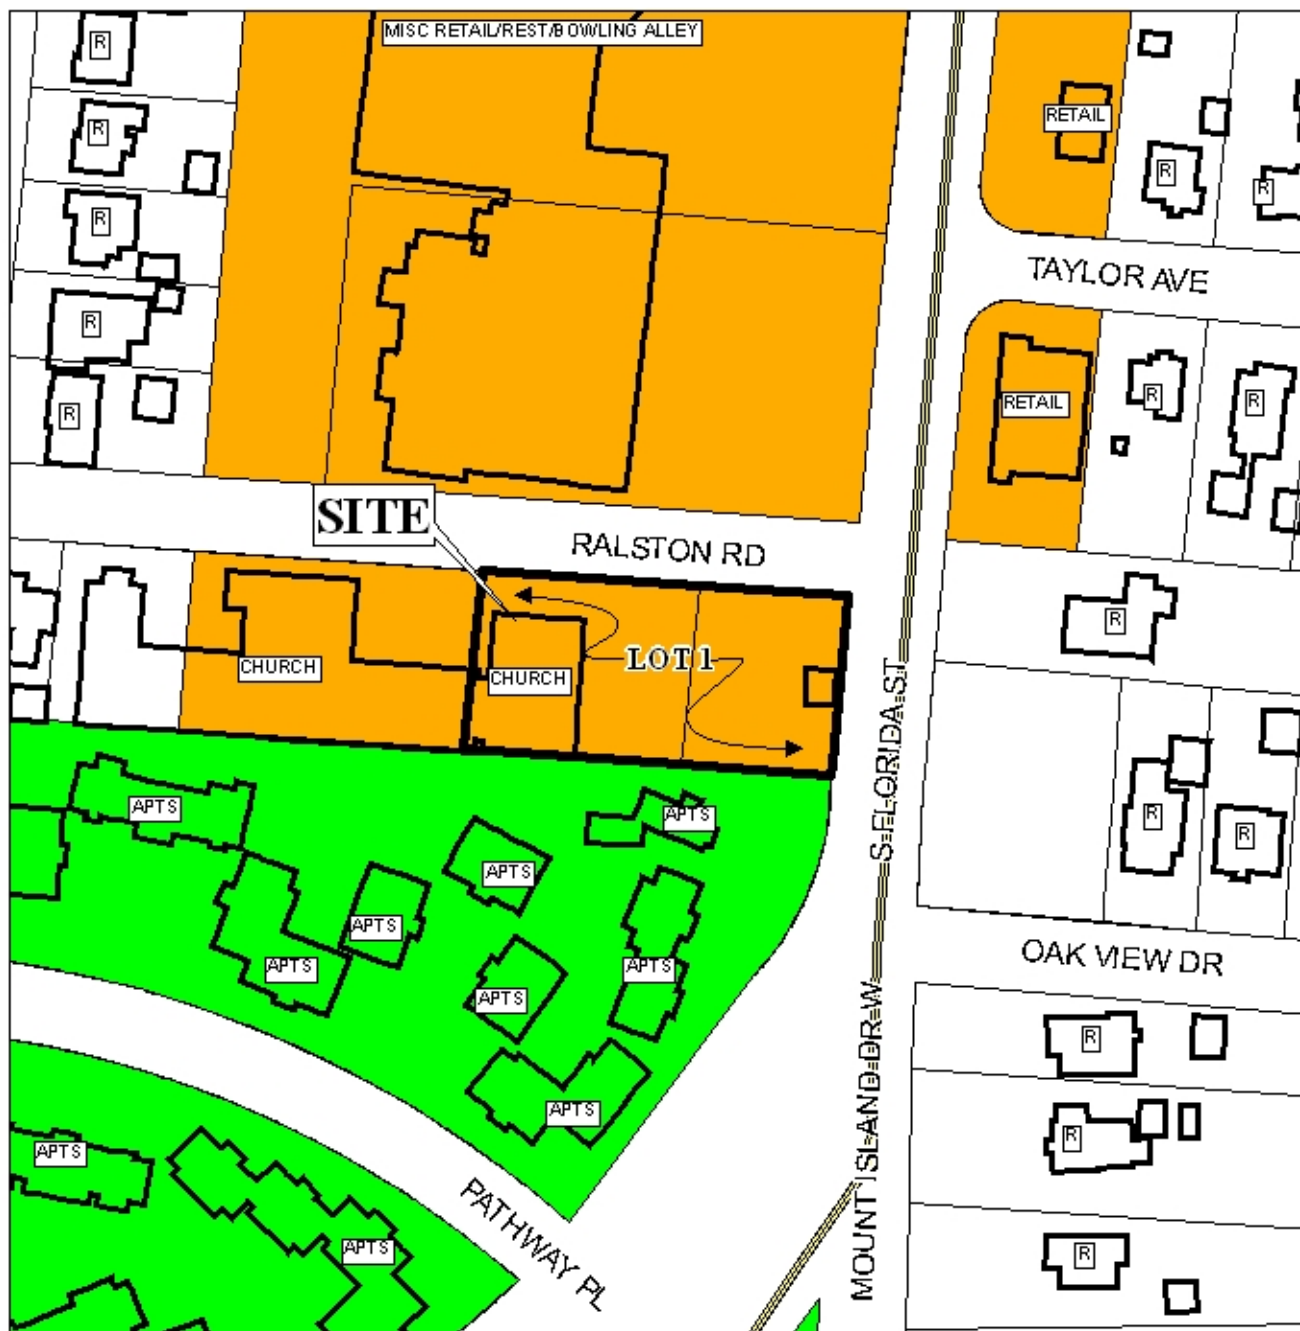 MISC RETAIL/REST/BOWLING ALLEY
R
R
RETAIL
R
R
R
R
TAYLOR AVE
R
R
RETAIL
R
R
SITE
RALSTON RD
R
CHURCH
CHURCH
LOT 1
S FLORIDA ST
APTS
APTS
R
R
APTS
APTS
APTS
APTS
APTS
OAK VIEW DR
MOUNT ISLAND DR W
R
APTS
R
APTS
PATHWAY PL
APTS
R